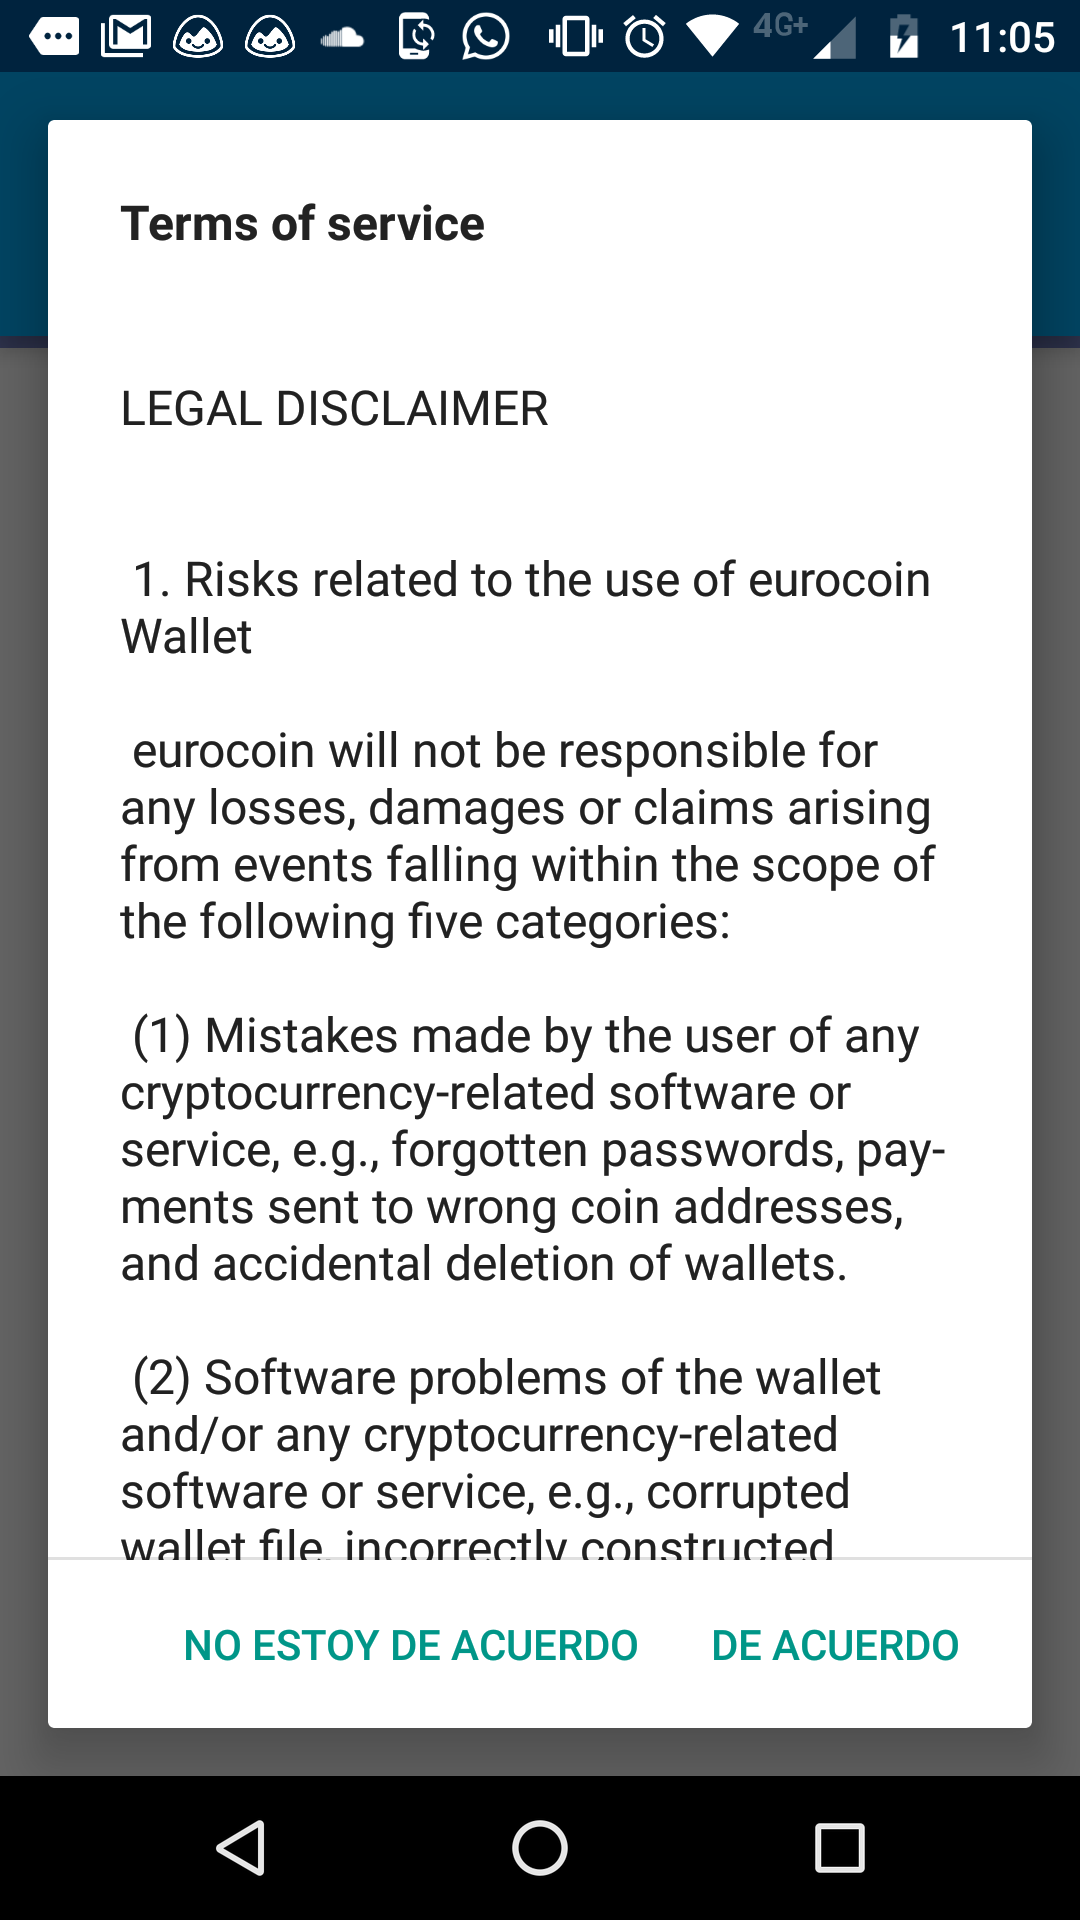 4G+ 11:05
Terms of service
LEGAL DISCLAIMER
1. Risks related to the use of eurocoin
Wallet
eurocoin will not be responsible for
any losses, damages or claims arising
from events falling within the scope of
the following five categories:
(1) Mistakes made by the user of any
cryptocurrency-related software or
service, e.g., forgotten passwords, pay-
ments sent to wrong coin addresses,
and accidental deletion of wallets.
(2) Software problems of the wallet
and/or any cryptocurrency-related
software or service, e.g., corrupted
wallet file, incorrectly constructed
NO ESTOY DE ACUERDO DE ACUERDO